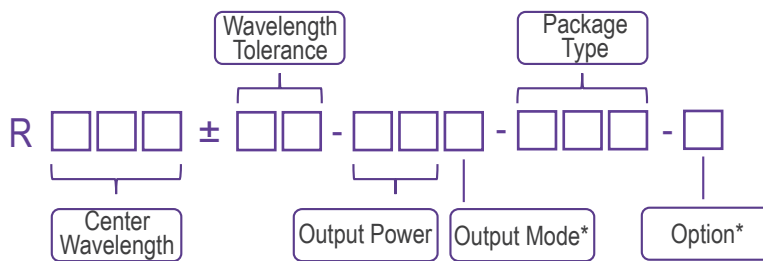 Wavelength
Tolerance
Package
Type
R ± - - -
Center
Wavelength
Output Power
Output Mode*
Option*